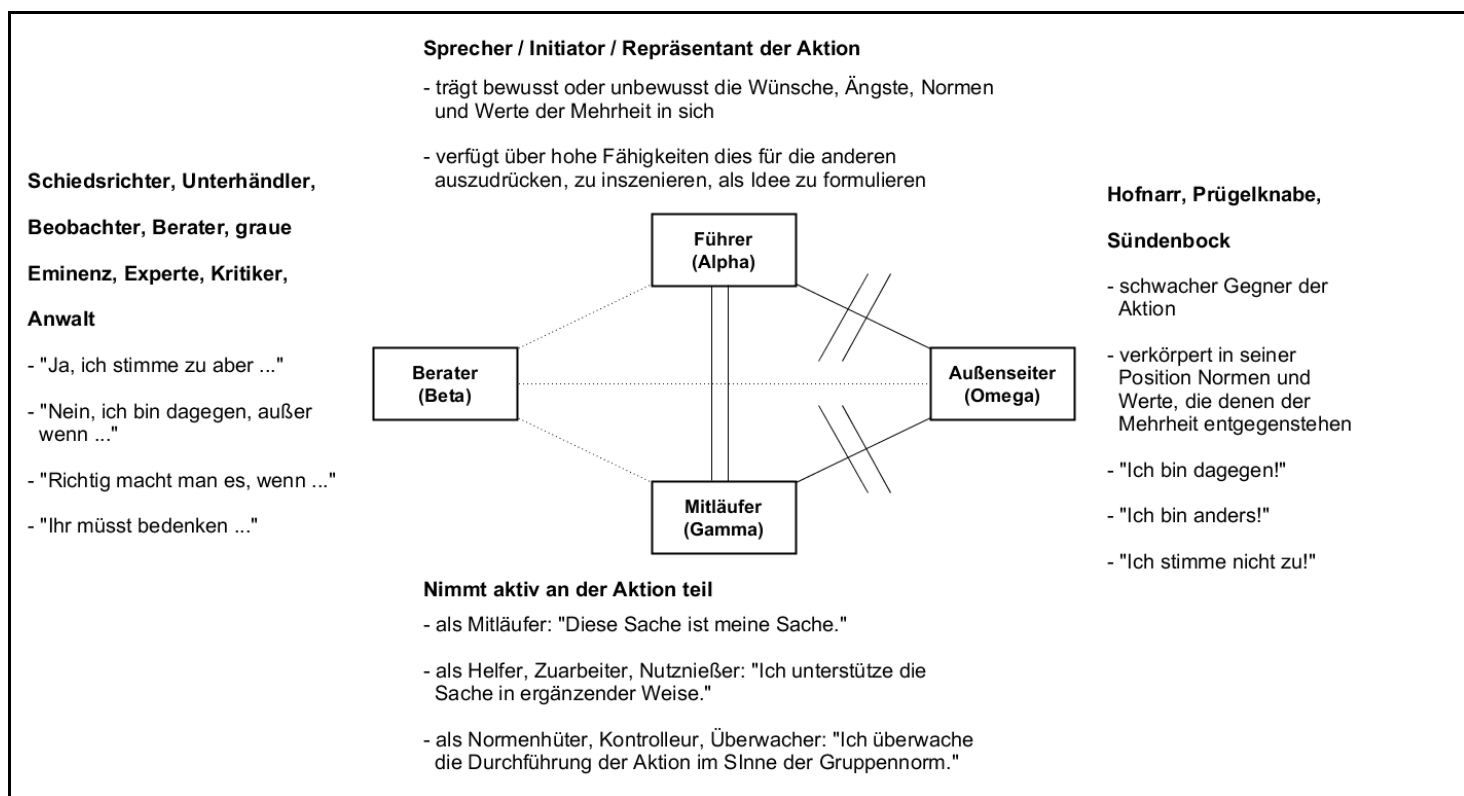 Sprecher / Initiator / Repräsentant der Aktion
- trägt bewusst oder unbewusst die Wünsche, Ängste, Normen
und Werte der Mehrheit in sich
- verfügt über hohe Fähigkeiten dies für die anderen
auszudrücken, zu inszenieren, als Idee zu formulieren
Schiedsrichter, Unterhändler,
Beobachter, Berater, graue
Eminenz, Experte, Kritiker,
Anwalt
- "Ja, ich stimme zu aber ..."
- "Nein, ich bin dagegen, außer
wenn ..."
- "Richtig macht man es, wenn ..."
- "Ihr müsst bedenken ..."
Führer
(Alpha)
Berater
(Beta)
Außenseiter
(Omega)
Mitläufer
(Gamma)
Hofnarr, Prügelknabe,
Sündenbock
- schwacher Gegner der
Aktion
- verkörpert in seiner
Position Normen und
Werte, die denen der
Mehrheit entgegenstehen
- "Ich bin dagegen!"
- "Ich bin anders!"
- "Ich stimme nicht zu!"
Nimmt aktiv an der Aktion teil
- als Mitläufer: "Diese Sache ist meine Sache."
- als Helfer, Zuarbeiter, Nutznießer: "Ich unterstütze die
Sache in ergänzender Weise."
- als Normenhüter, Kontrolleur, Überwacher: "Ich überwache
die Durchführung der Aktion im SInne der Gruppennorm."